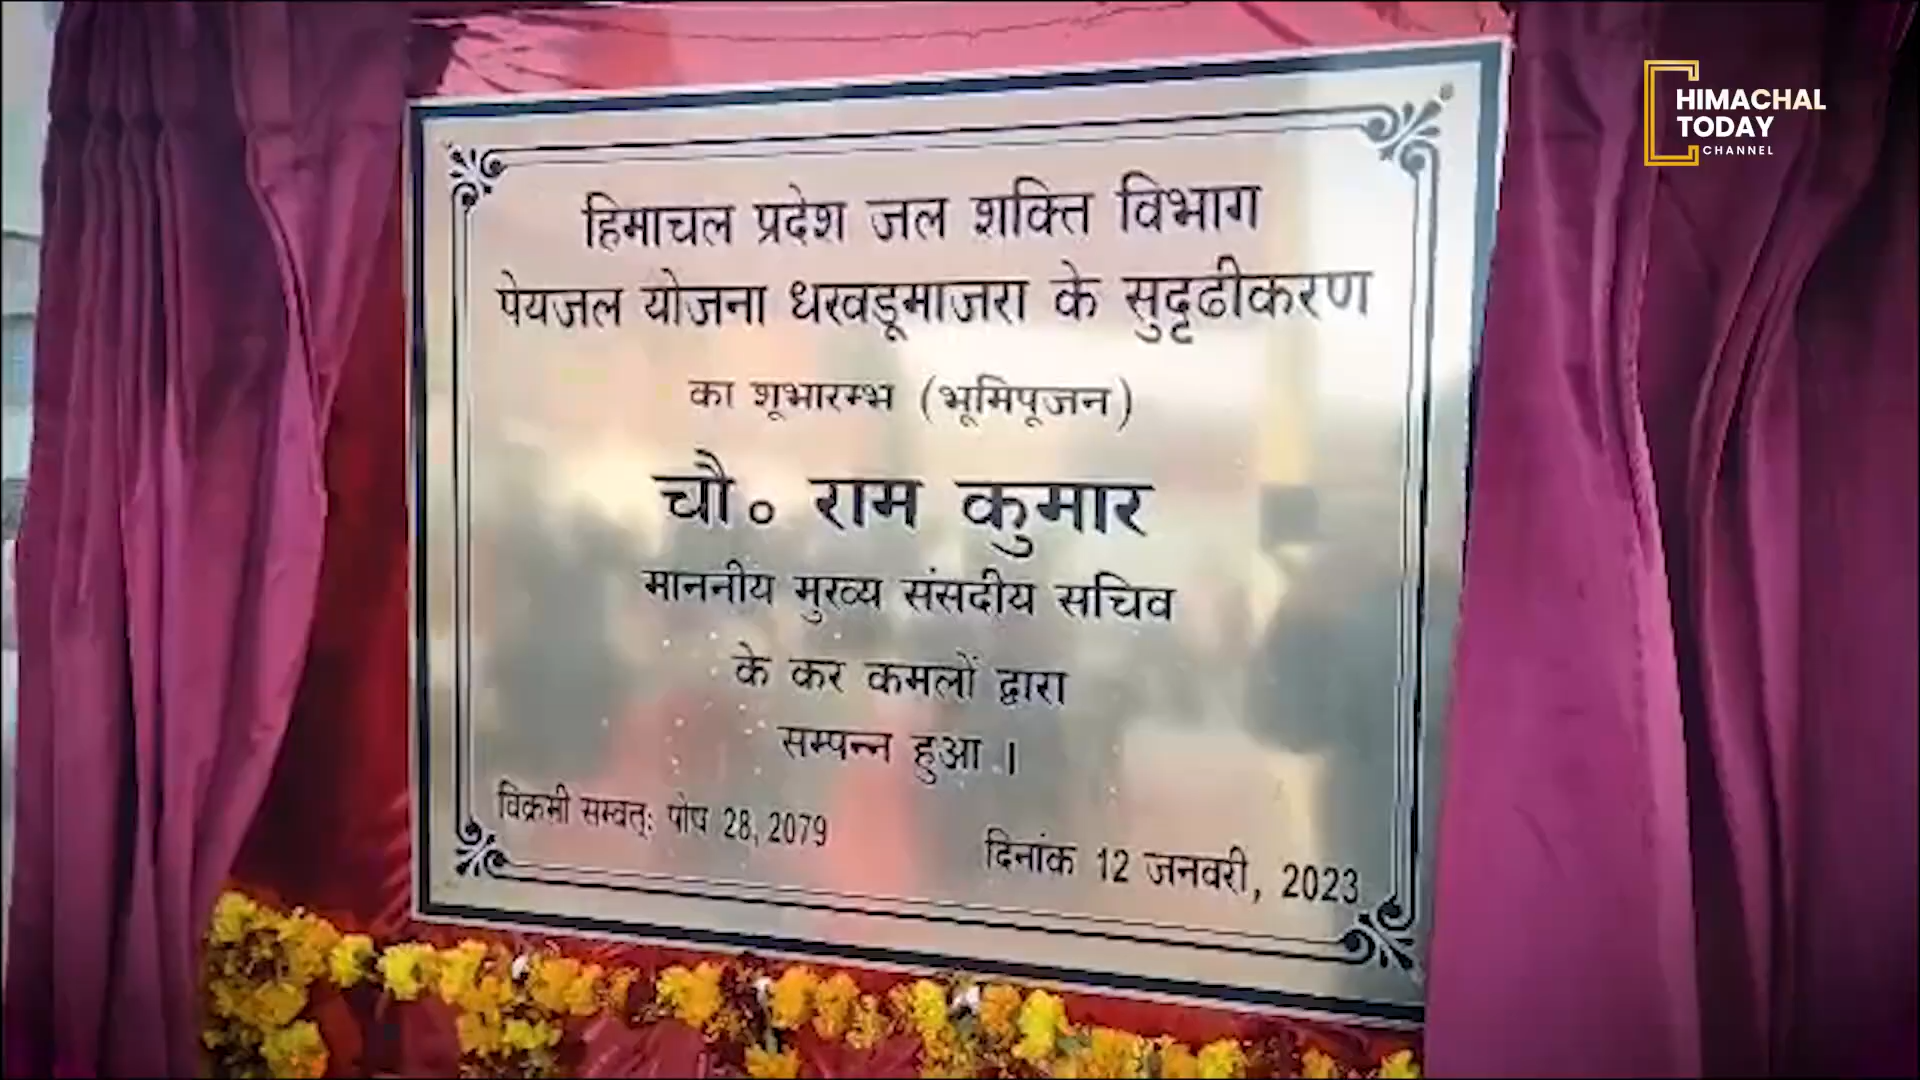 HIMACHAL
TODAY
CHANNEL
हिमाचल प्रदेश जल शक्ति विभाग
पेयजल योजना धरवडूमाजरा के सुदृढीकरण
का शूभारम्भ (भूमिपूजन)
चौ० राम कुमार
माननीय मुख्य संसदीय सचिव
के कर कमलों द्वारा
सम्पन्न हुआ ।
विक्रमी सम्वत्: पोष 28, 2079
दिनांक 12 जनवरी, 2023